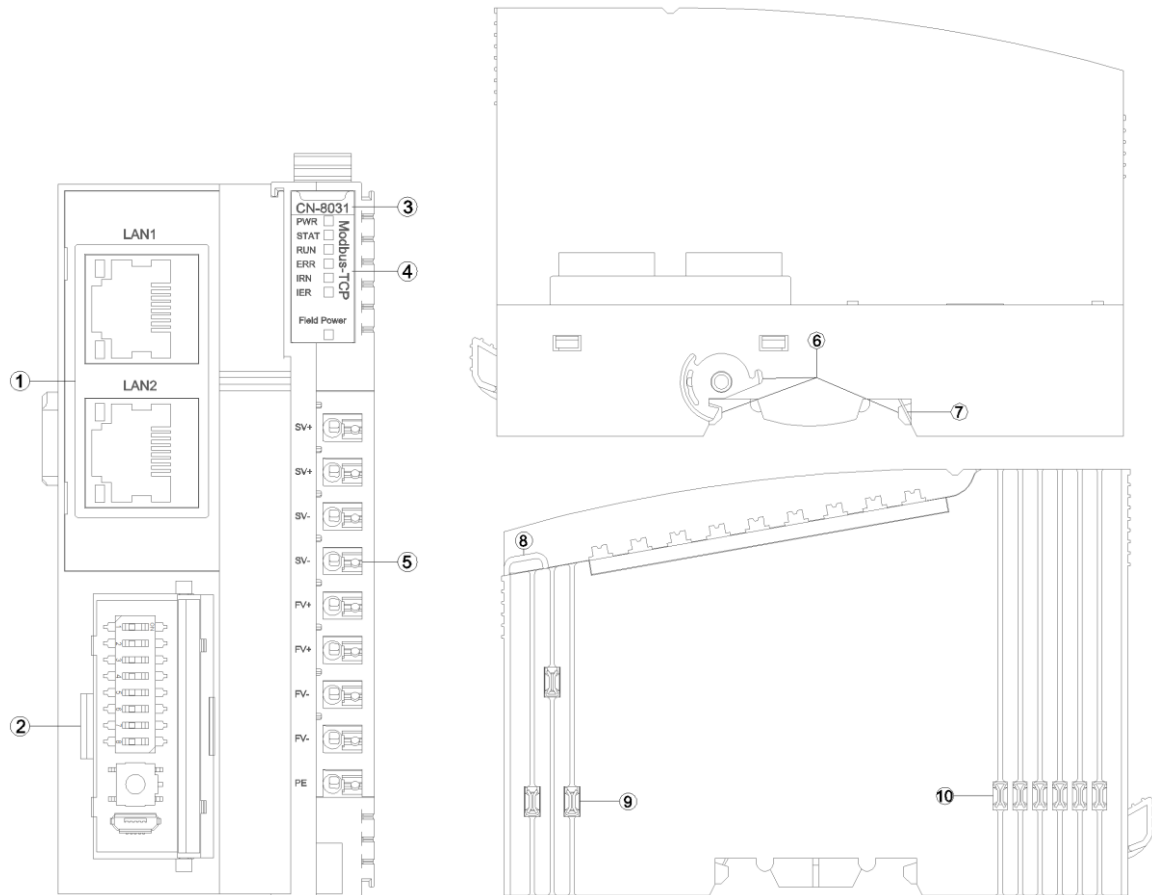 LAN1
LAN2
CN-8031
PWR
STAT
RUN
ERR
IRN
IER
Modbus-TCP
Field Power
SV+
SV+
SV-
SV-
FV+
FV+
FV-
FV-
PE
1
2
3
4
5
6
7
8
9
10